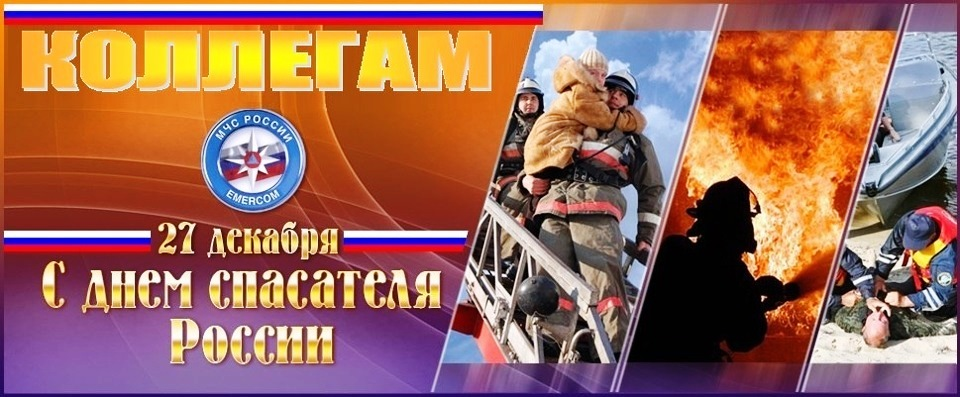 КОЛЛЕГАМ
МЧС РОССИИ
EMERCOM
27 декабря
С днем спасателя
России